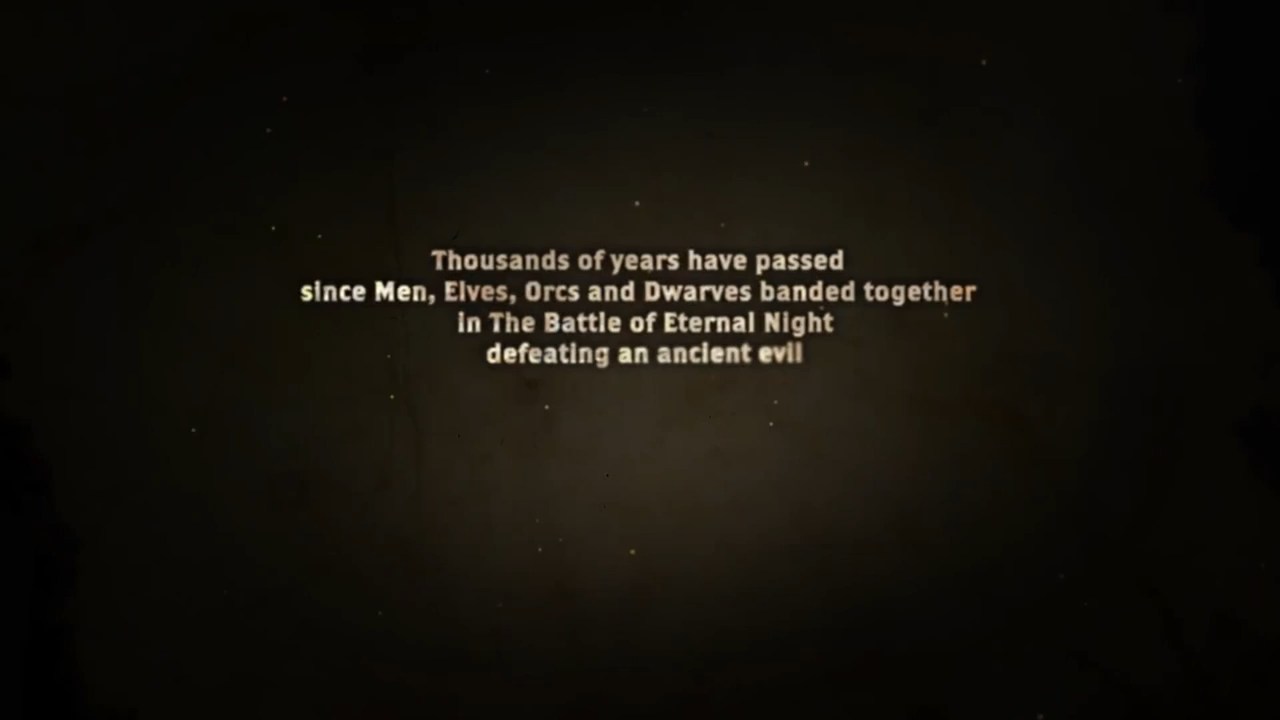 Thousands of years have passed
since Men, Elves, Orcs and Dwarves banded together
in The Battle of Eternal Night
defeating an ancient evil